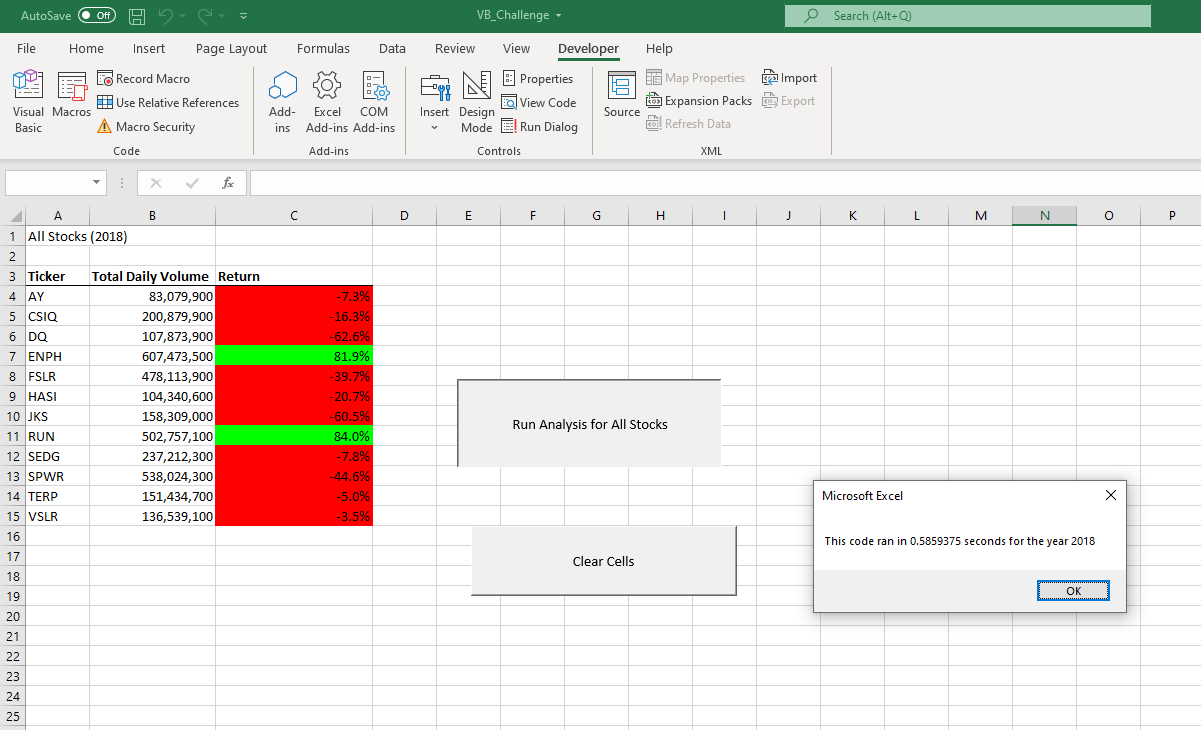 AutoSave Off VB_Challenge Search (Alt+Q)
File Home Insert Page Layout Formulas Data Review View Developer Help
Visual Basic
Macros
Record Macro
Use Relative References
Macro Security
Code
Add-ins
Excel Add-ins
COM Add-ins
Add-ins
Insert
Design Mode
Properties
View Code
Run Dialog
Controls
Source
Map Properties
Expansion Packs
Refresh Data
Import
Export
XML
fx
A B C D E F G H I J K L M N O P
1 All Stocks (2018)
2
3 Ticker Total Daily Volume Return
4 AY 83,079,900 -7.3%
5 CSIQ 200,879,900 -16.3%
6 DQ 107,873,900 -62.6%
7 ENPH 607,473,500 81.9%
8 FSLR 478,113,900 -39.7%
9 HASI 104,340,600 -20.7%
10 JKS 158,309,000 -60.5%
11 RUN 502,757,100 84.0%
12 SEDG 237,212,300 -7.8%
13 SPWR 538,024,300 -44.6%
14 TERP 151,434,700 -5.0%
15 VSLR 136,539,100 -3.5%
16
17
18
19
20
21
22
23
24
25
Run Analysis for All Stocks
Clear Cells
Microsoft Excel
This code ran in 0.5859375 seconds for the year 2018
OK